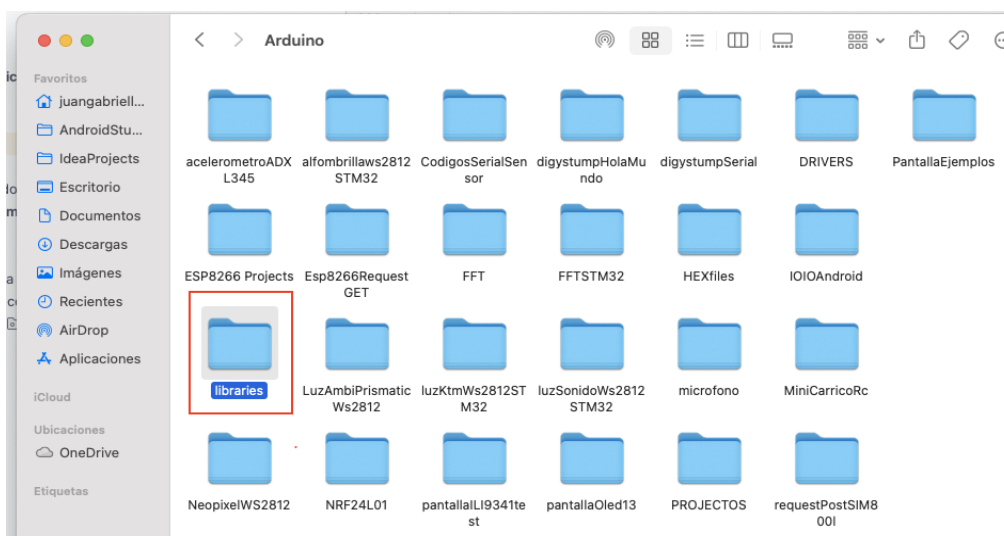 Arduino
Favoritos
juangabriell...
AndroidStu...
IdeaProjects
Escritorio
Documentos
Descargas
Imágenes
Recientes
AirDrop
Aplicaciones
iCloud
Ubicaciones
OneDrive
Etiquetas
acelerometroADX
L345
alfombrillaws2812
STM32
CodigosSerialSen
sor
digystumpHolaMu
ndo
digystumpSerial
DRIVERS
PantallaEjemplos
ESP8266 Projects
Esp8266Request
GET
FFT
FFTSTM32
HEXfiles
IOIOAndroid
libraries
LuzAmbiPrismatic
Ws2812
luzKtmWs2812ST
M32
luzSonidoWs2812
STM32
microfono
MiniCarricoRc
NeopixelWS2812
NRF24L01
pantallaILI9341te
st
pantallaOled13
PROJECTOS
requestPostSIM8
00l